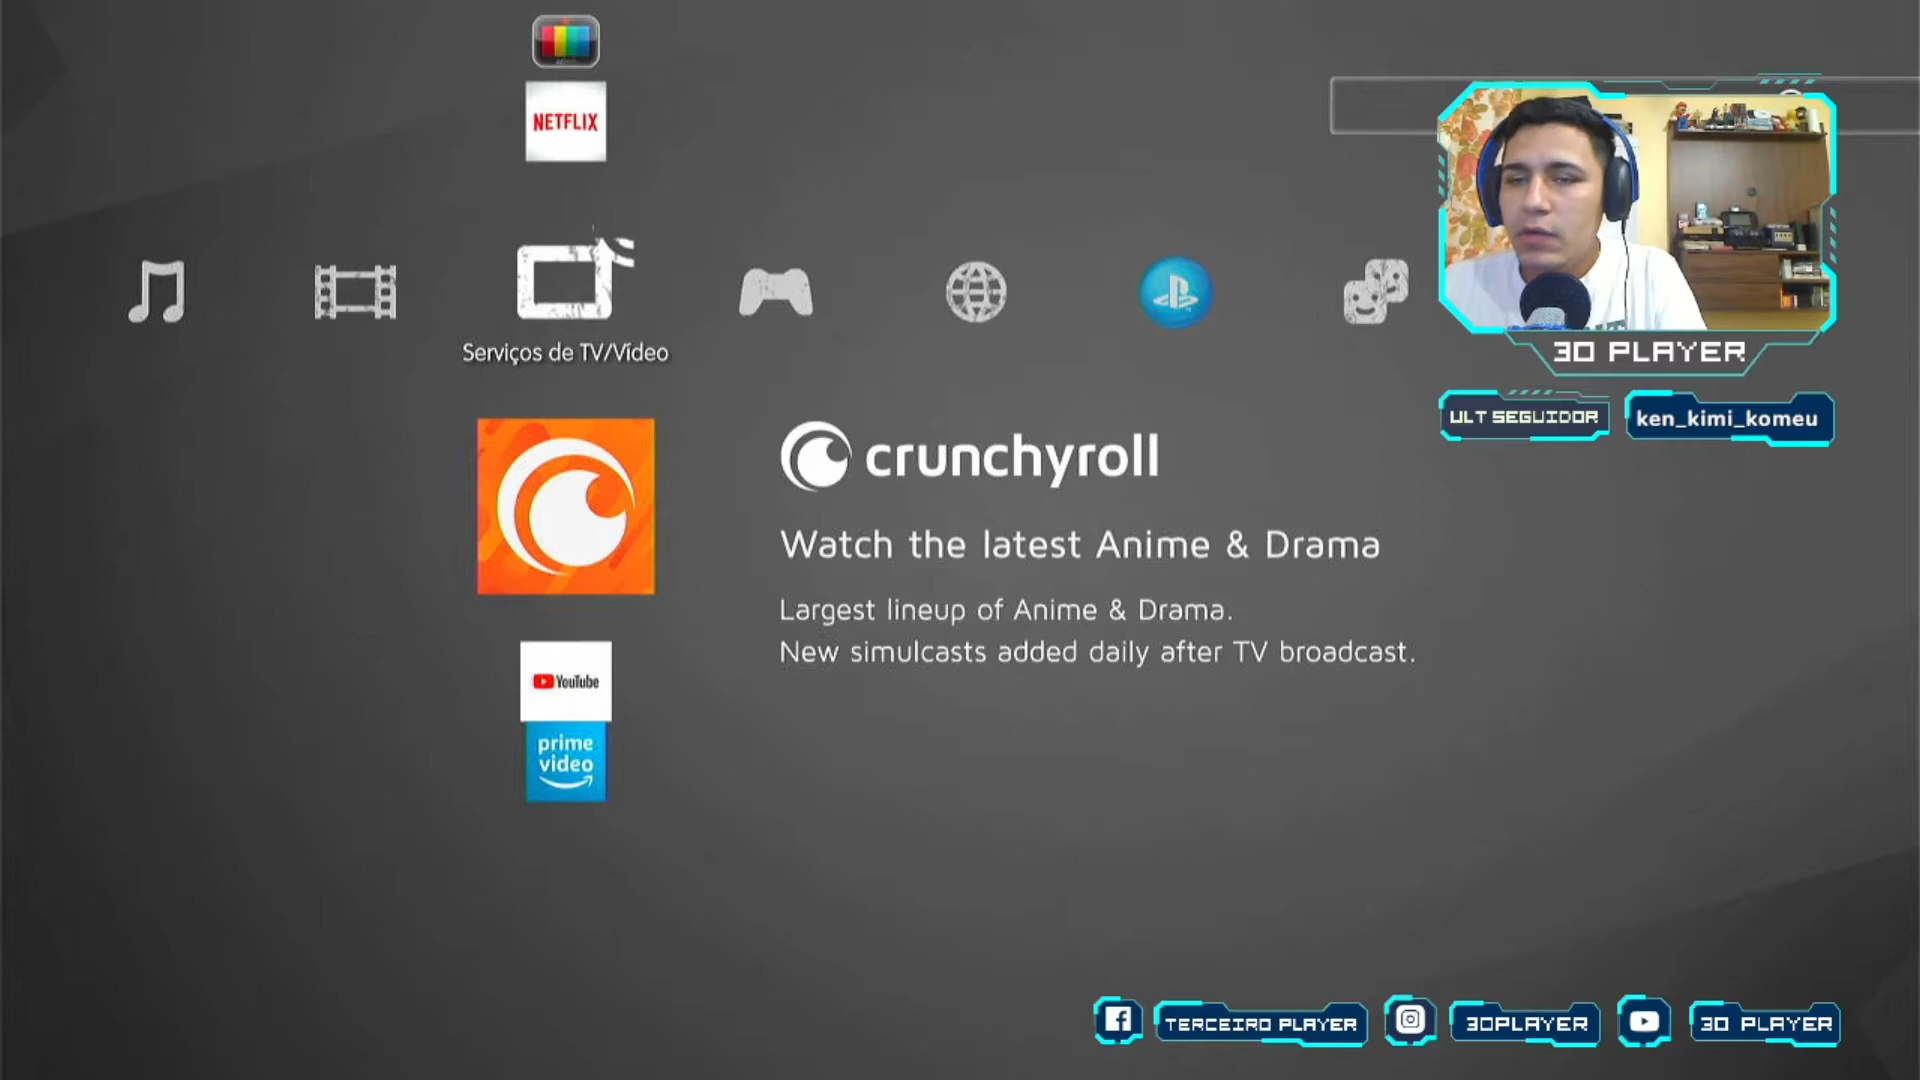 NETFLIX
Serviços de TV/Vídeo
crunchyroll
Watch the latest Anime & Drama
Largest lineup of Anime & Drama.
New simulcasts added daily after TV broadcast.
YouTube
prime
video
3D PLAYER
ULT SEGUIDOR
ken_kimi_komeu
TERCEIRO PLAYER
3DPLAYER
3D PLAYER